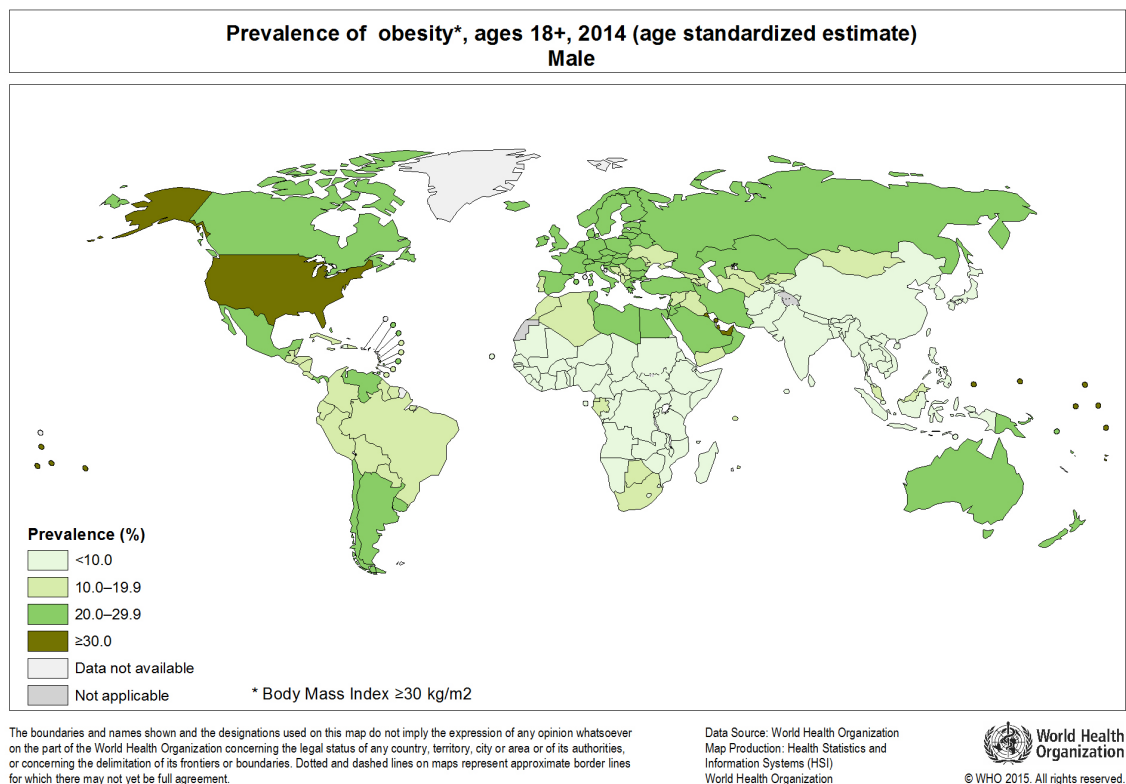 Prevalence of  obesity*, ages 18+, 2014 (age standardized estimate)
Male
Prevalence (%)
<10.0
10.0–19.9
20.0–29.9
≥30.0
Data not available
Not applicable
* Body Mass Index ≥30 kg/m2
The boundaries and names shown and the designations used on this map do not imply the expression of any opinion whatsoever
on the part of the World Health Organization concerning the legal status of any country, territory, city or area or of its authorities,
or concerning the delimitation of its frontiers or boundaries. Dotted and dashed lines on maps represent approximate border lines
for which there may not yet be full agreement.
Data Source: World Health Organization
Map Production: Health Statistics and
Information Systems (HSI)
World Health Organization
World Health
Organization
© WHO 2015. All rights reserved.